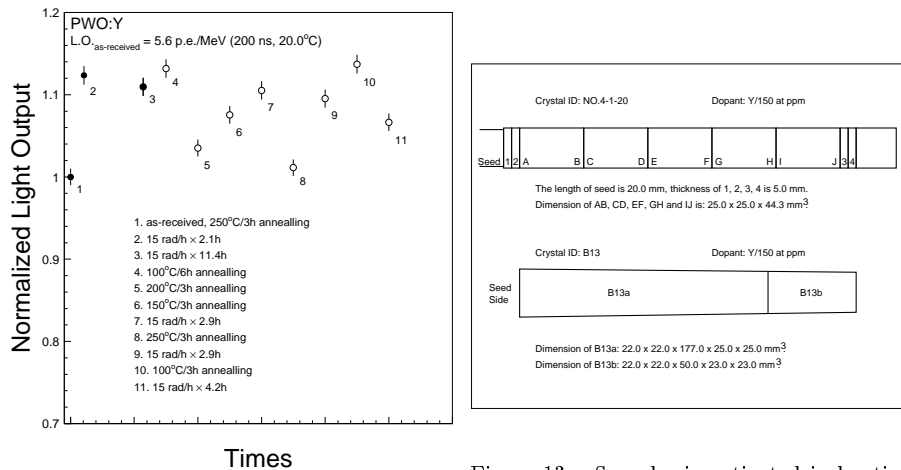 PWO:Y
L.O.as-received = 5.6 p.e./MeV (200 ns, 20.0°C)
1.2
1.1
1
0.9
0.8
0.7
Normalized Light Output
1
2
3
4
5
6
7
8
9
10
11
1. as-received, 250°C/3h annealling
2. 15 rad/h × 2.1h
3. 15 rad/h × 11.4h
4. 100°C/6h annealling
5. 200°C/3h annealling
6. 150°C/3h annealling
7. 15 rad/h × 2.9h
8. 250°C/3h annealling
9. 15 rad/h × 2.9h
10. 100°C/3h annealling
11. 15 rad/h × 4.2h
Times
Crystal ID: NO.4-1-20 Dopant: Y/150 at ppm
Seed 1 2 A B C D E F G H I J 3 4
The length of seed is 20.0 mm, thickness of 1, 2, 3, 4 is 5.0 mm.
Dimension of AB, CD, EF, GH and IJ is: 25.0 x 25.0 x 44.3 mm3.
Crystal ID: B13 Dopant: Y/150 at ppm
Seed
Side
B13a B13b
Dimension of B13a: 22.0 x 22.0 x 177.0 x 25.0 x 25.0 mm3.
Dimension of B13b: 22.0 x 22.0 x 50.0 x 23.0 x 23.0 mm3.